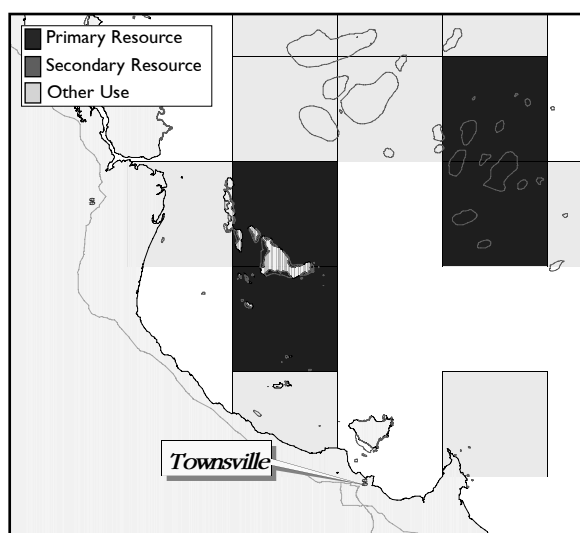 Primary Resource
Secondary Resource
Other Use
Townsville